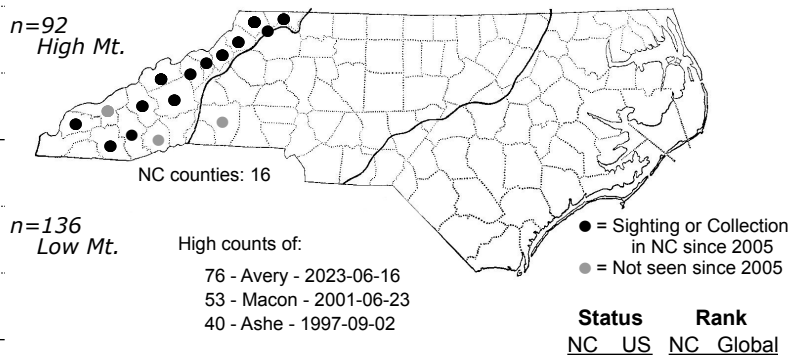 n=92
High Mt.
NC counties: 16
n=136
Low Mt.
High counts of:
76 - Avery - 2023-06-16
53 - Macon - 2001-06-23
40 - Ashe - 1997-09-02
= Sighting or Collection
in NC since 2005
= Not seen since 2005
Status Rank
NC US NC Global